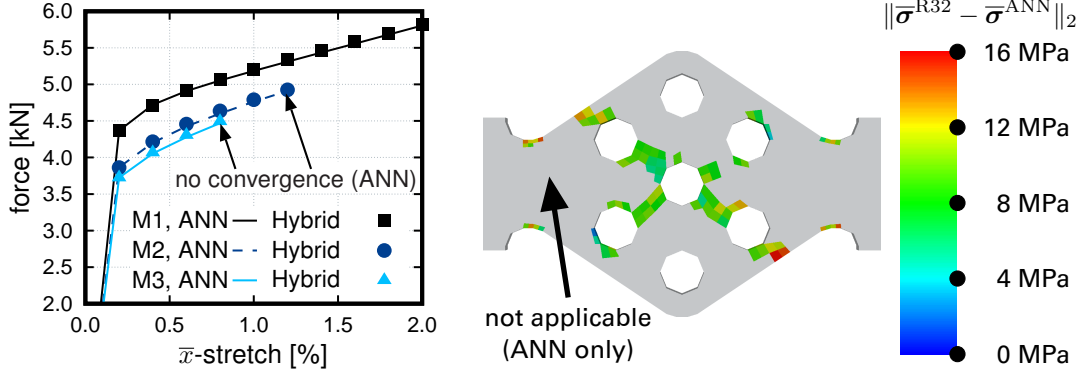 6.0
5.5
5.0
4.5
4.0
3.5
3.0
2.5
2.0
force [kN]
no convergence (ANN)
M1, ANN Hybrid
M2, ANN Hybrid
M3, ANN Hybrid
0.0 0.5 1.0 1.5 2.0
x̅-stretch [%]
not applicable
(ANN only)
‖σ̅^R32 − σ̅^ANN‖₂
16 MPa
12 MPa
8 MPa
4 MPa
0 MPa